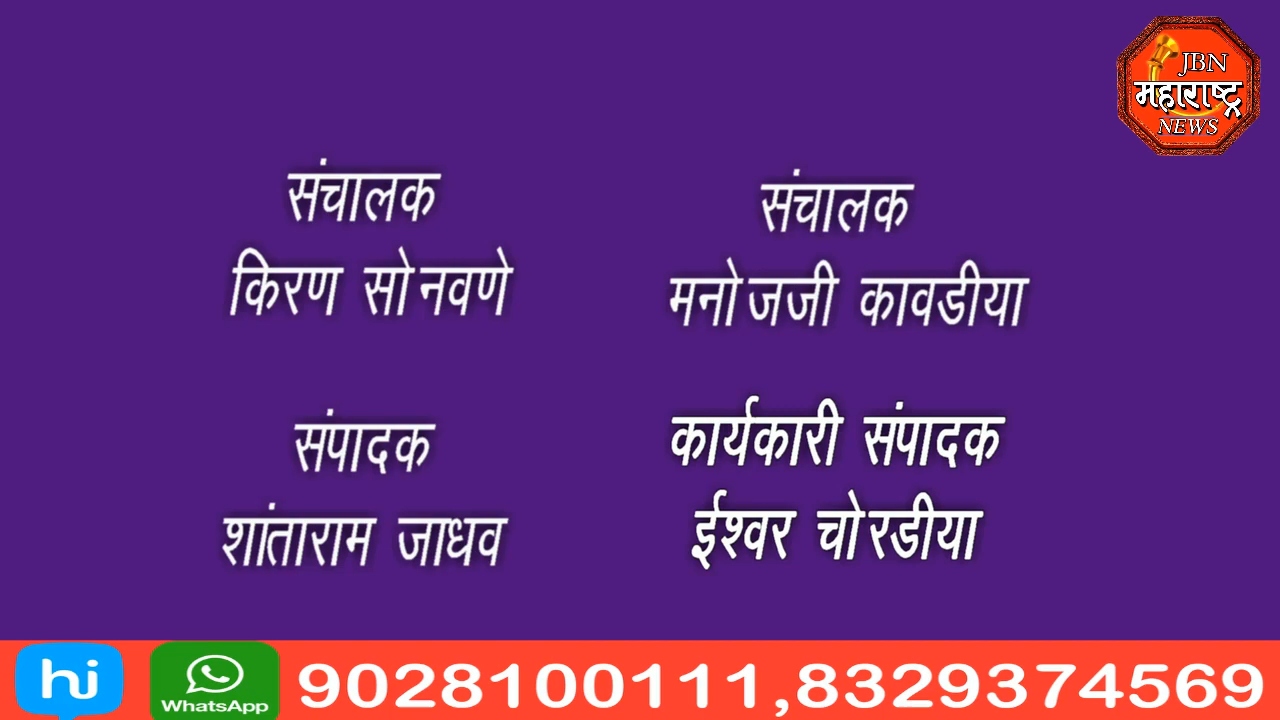 JBN
महाराष्ट्र
NEWS
संचालक
किरण सोनवणे
संचालक
मनोजजी कावडीया
संपादक
शांताराम जाधव
कार्यकारी संपादक
ईश्वर चोरडीया
hi
WhatsApp
9028100111,8329374569